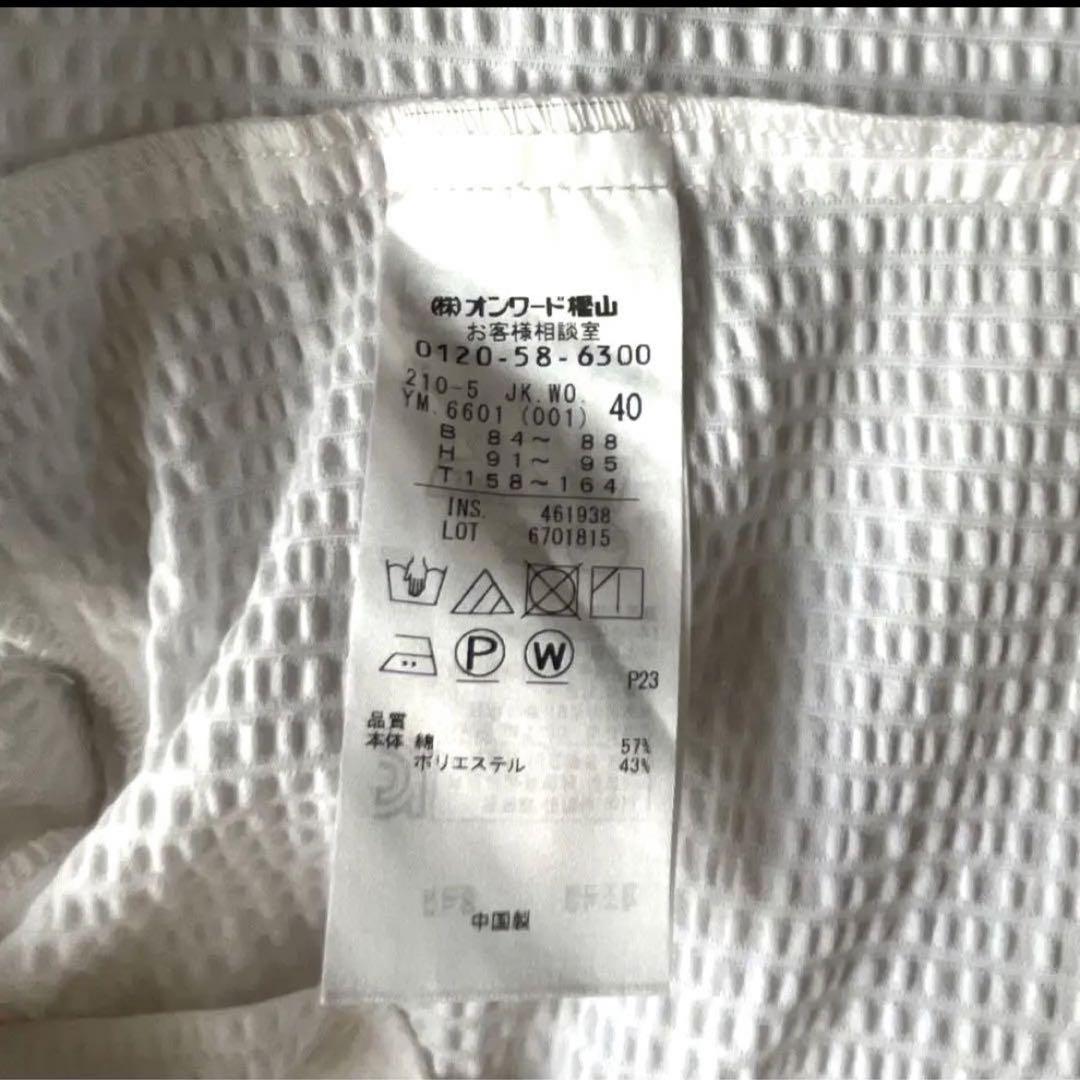 (株)オンワード樫山
お客様相談室
0120-58-6300
210-5 JK.WO.
YM.6601 (001) 40
B 84~ 88
H 91~ 95
T158~164
INS. 461938
LOT 6701815
P W
P23
品質
本体 綿 57%
ポリエステル 43%
中国製